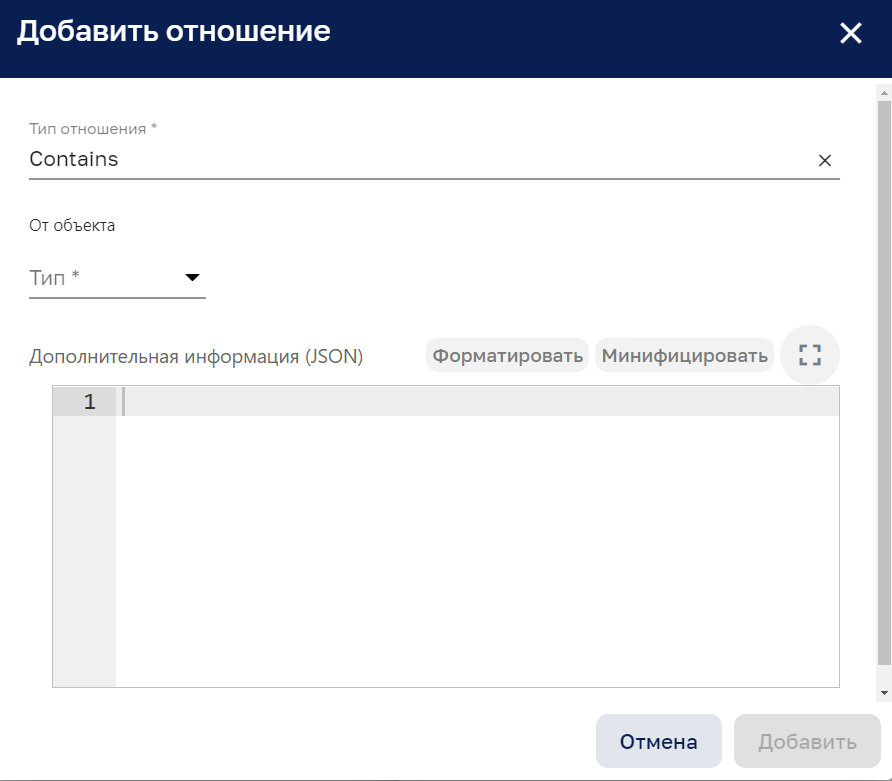 Добавить отношение
Тип отношения *
Contains
От объекта
Тип *
Дополнительная информация (JSON) Форматировать Минифицировать
1
Отмена Добавить